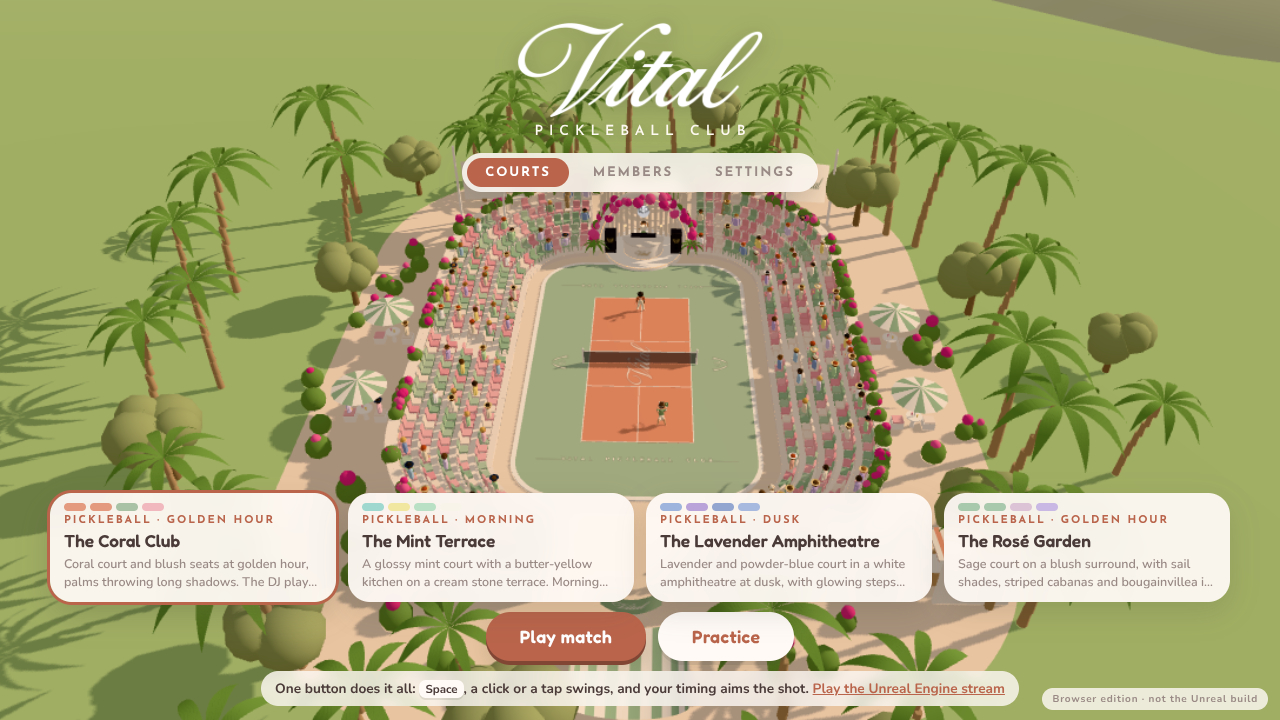 Vital
PICKLEBALL CLUB
COURTS MEMBERS SETTINGS
Vital
PICKLEBALL · GOLDEN HOUR
The Coral Club
Coral court and blush seats at golden hour,
palms throwing long shadows. The DJ play...
PICKLEBALL · MORNING
The Mint Terrace
A glossy mint court with a butter-yellow
kitchen on a cream stone terrace. Morning...
PICKLEBALL · DUSK
The Lavender Amphitheatre
Lavender and powder-blue court in a white
amphitheatre at dusk, with glowing steps...
PICKLEBALL · GOLDEN HOUR
The Rosé Garden
Sage court on a blush surround, with sail
shades, striped cabanas and bougainvillea i...
Play match
Practice
One button does it all: Space, a click or a tap swings, and your timing aims the shot. Play the Unreal Engine stream
Browser edition · not the Unreal build